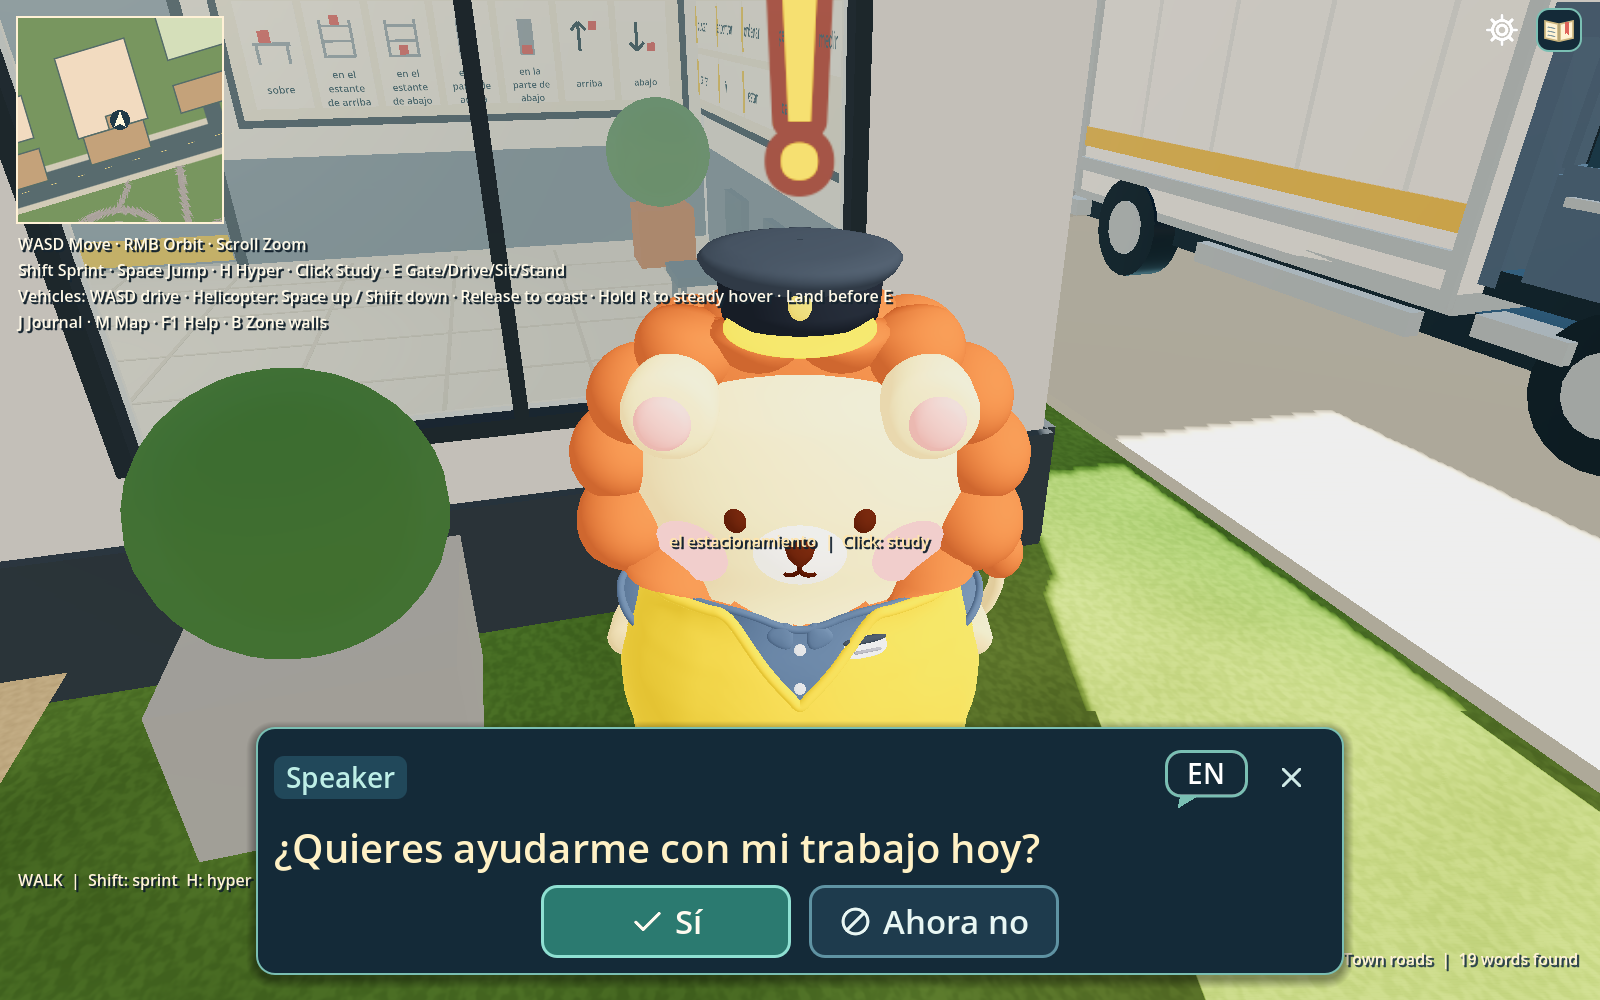 sobre
en el
estante
de arriba
en el
estante
de abajo
en la
parte de
abajo
arriba
abajo
WASD Move · RMB Orbit · Scroll Zoom
Shift Sprint · Space Jump · H Hyper · Click Study · E Gate/Drive/Sit/Stand
Vehicles: WASD drive · Helicopter: Space up / Shift down · Release to coast · Hold R to steady hover · Land before E
J Journal · M Map · F1 Help · B Zone walls
el estacionamiento | Click: study
Speaker
EN
¿Quieres ayudarme con mi trabajo hoy?
WALK | Shift: sprint H: hyper
Sí
Ahora no
Town roads | 19 words found